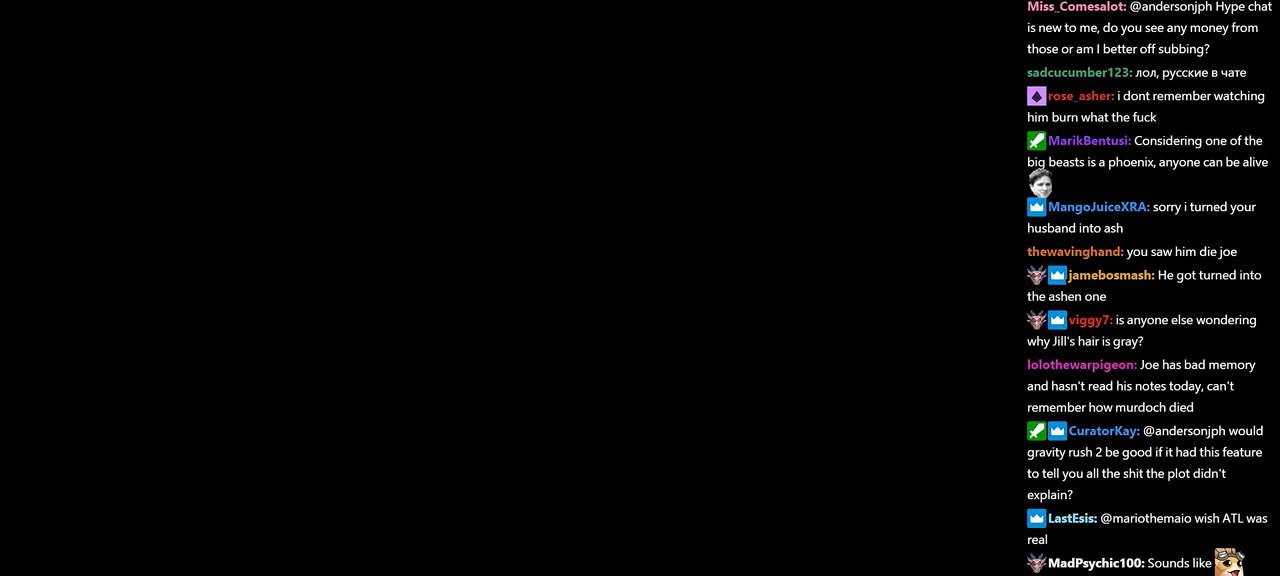 Miss_Comesalot: @andersonjph Hype chat
is new to me, do you see any money from
those or am I better off subbing?
sadcucumber123: лол, русские в чате
rose_asher: i dont remember watching
him burn what the fuck
MarikBentusi: Considering one of the
big beasts is a phoenix, anyone can be alive
MangoJuiceXRA: sorry i turned your
husband into ash
thewavinghand: you saw him die joe
jamebosmash: He got turned into
the ashen one
viggy7: is anyone else wondering
why Jill's hair is gray?
lolothewarpigeon: Joe has bad memory
and hasn't read his notes today, can't
remember how murdoch died
CuratorKay: @andersonjph would
gravity rush 2 be good if it had this feature
to tell you all the shit the plot didn't
explain?
LastEsis: @mariothemaio wish ATL was
real
MadPsychic100: Sounds like